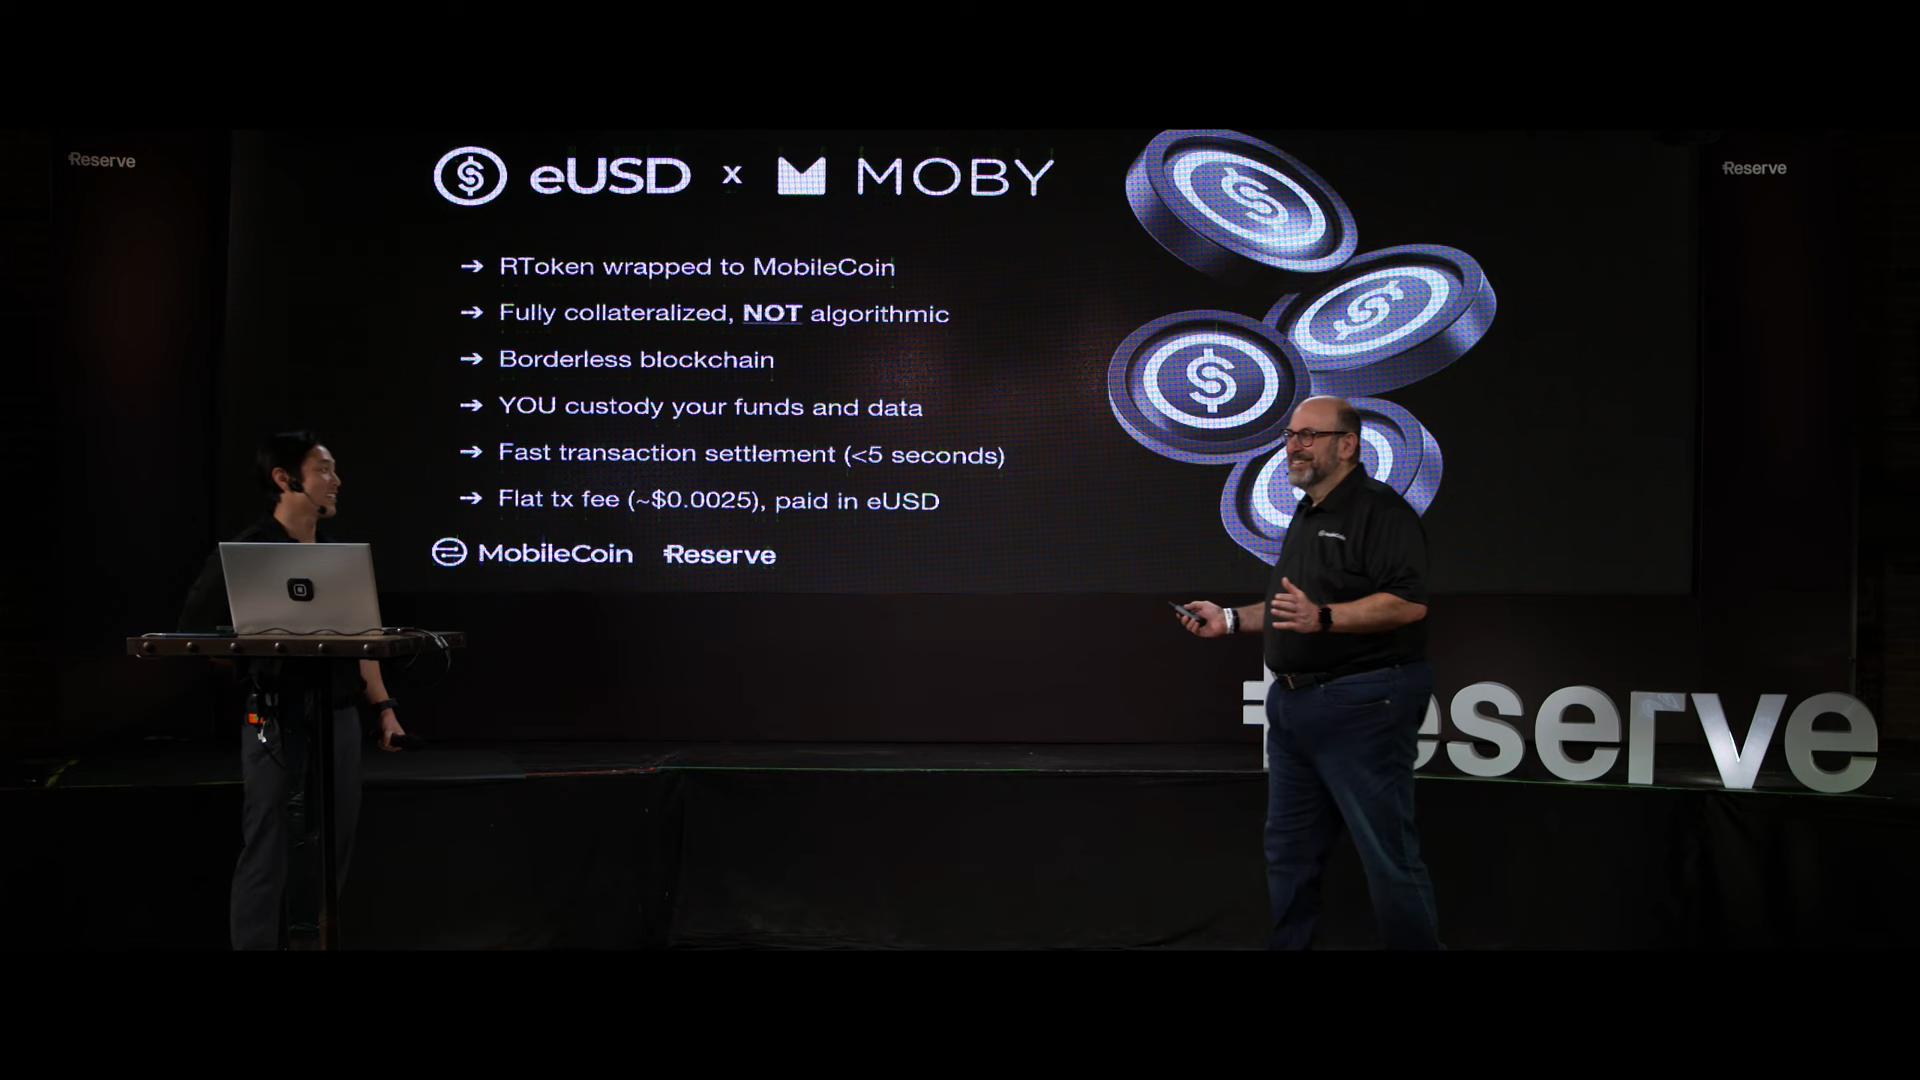 Reserve
Reserve
eUSD x MOBY
→ RToken wrapped to MobileCoin
→ Fully collateralized, NOT algorithmic
→ Borderless blockchain
→ YOU custody your funds and data
→ Fast transaction settlement (<5 seconds)
→ Flat tx fee (~$0.0025), paid in eUSD
MobileCoin Reserve
eserve